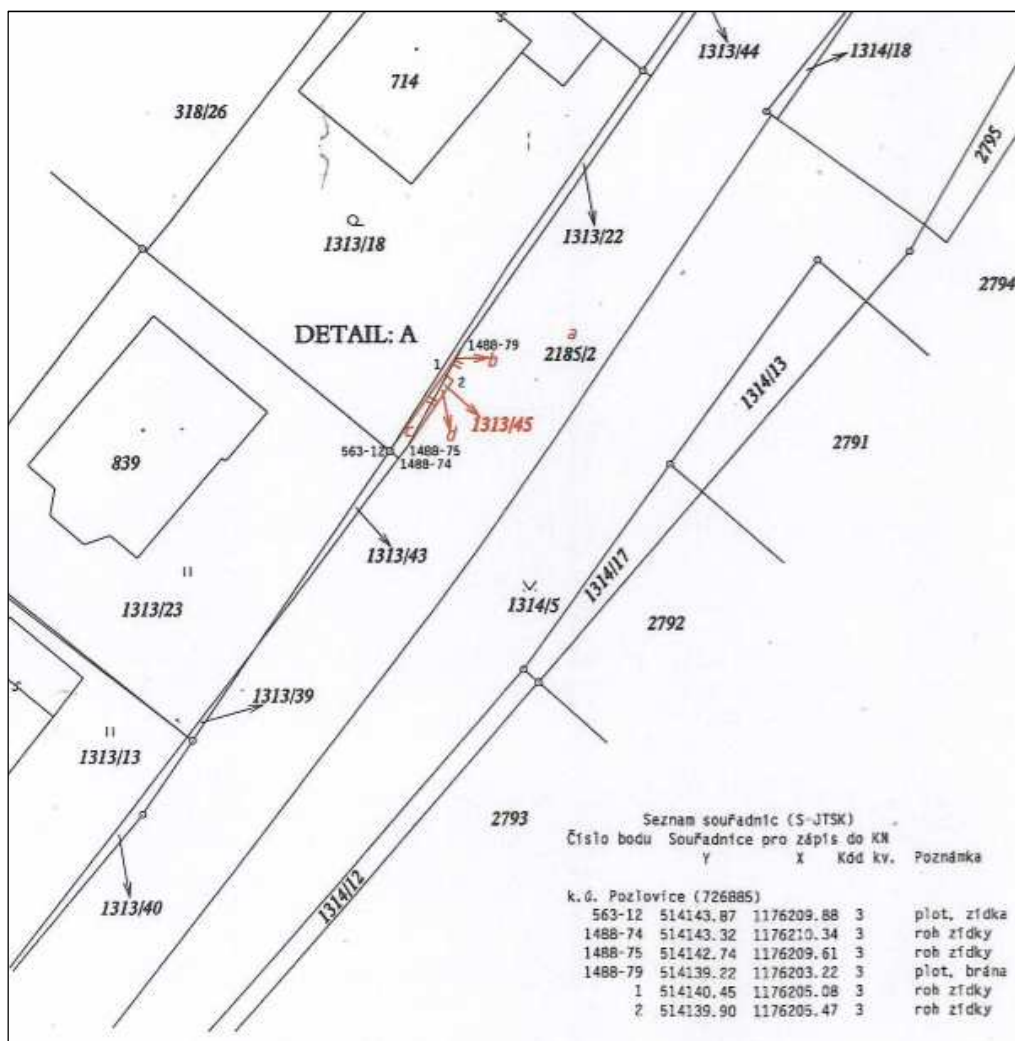 1313/44
1314/18
714
318/26
2795
1313/18
1313/22
2794
DETAIL: A
a
2185/2
1488-79
1
b
2
1314/13
1313/45
c
d
563-12
1488-75
1488-74
2791
839
1313/43
1314/17
1314/5
1313/23
2792
1313/39
1313/13
2793
1313/40
1314/12
Seznam souřadnic (S-JTSK)
Číslo bodu Souřadnice pro zápis do KN
Y X Kód kv. Poznámka
k.ú. Pozlovice (726885)
563-12 514143.87 1176209.88 3 plot, zídka
1488-74 514143.32 1176210.34 3 roh zídky
1488-75 514142.74 1176209.61 3 roh zídky
1488-79 514139.22 1176203.22 3 plot, brána
1 514140.45 1176205.08 3 roh zídky
2 514139.90 1176205.47 3 roh zídky